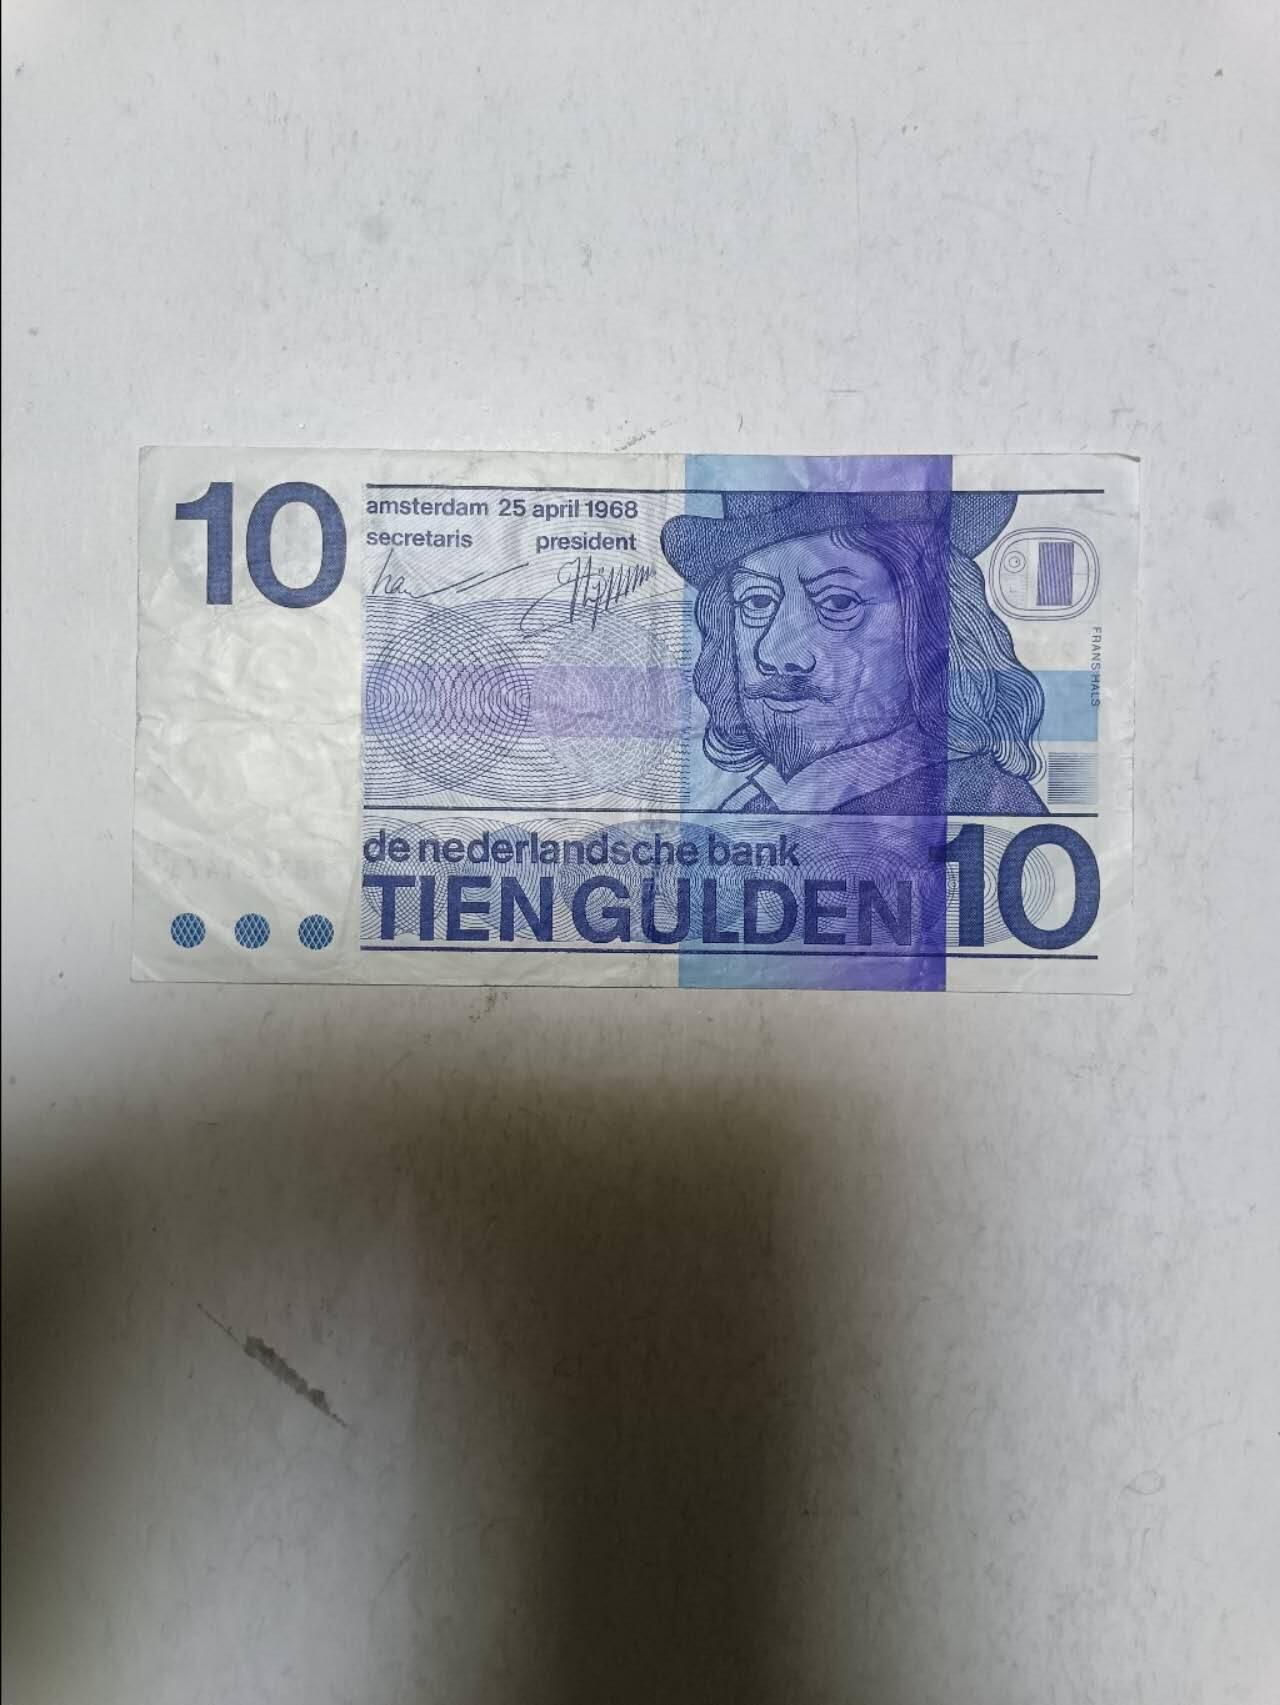 10
amsterdam 25 april 1968
secretaris president
FRANS HALS
de nederlandsche bank
TIEN GULDEN
10